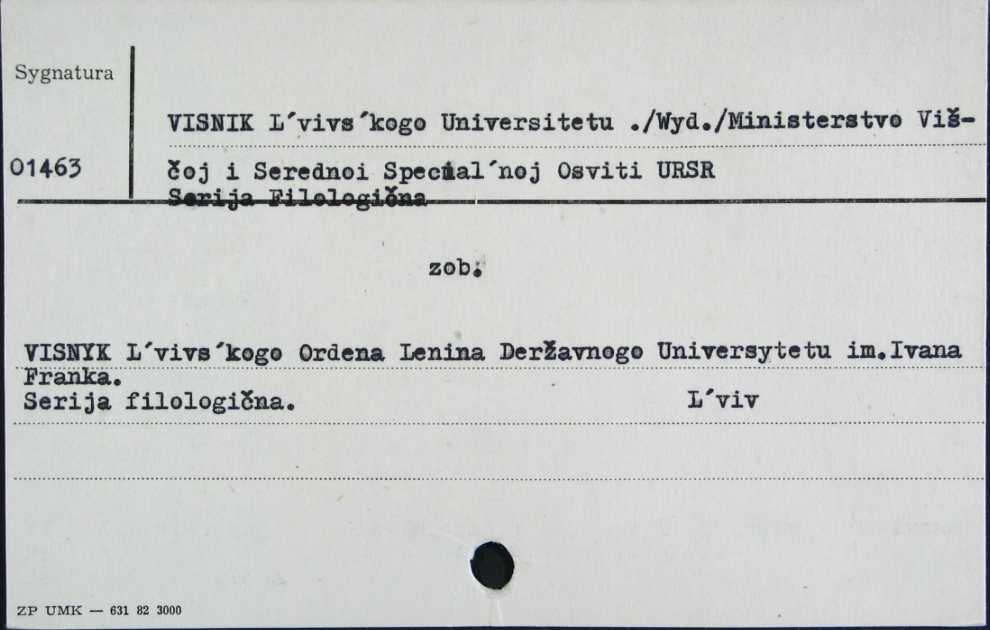 Sygnatura
VISNIK L´vivs´kogo Universitetu ./Wyd./Ministerstvo Viš-
01463
čoj i Serednoi Special´noj Osviti URSR
Serija Filologična
zob.
VISNYK L´vivs´kogo Ordena Lenina Deržavnogo Universytetu im.Ivana
Franka.
Serija filologična. L´viv
ZP UMK — 631 82 3000